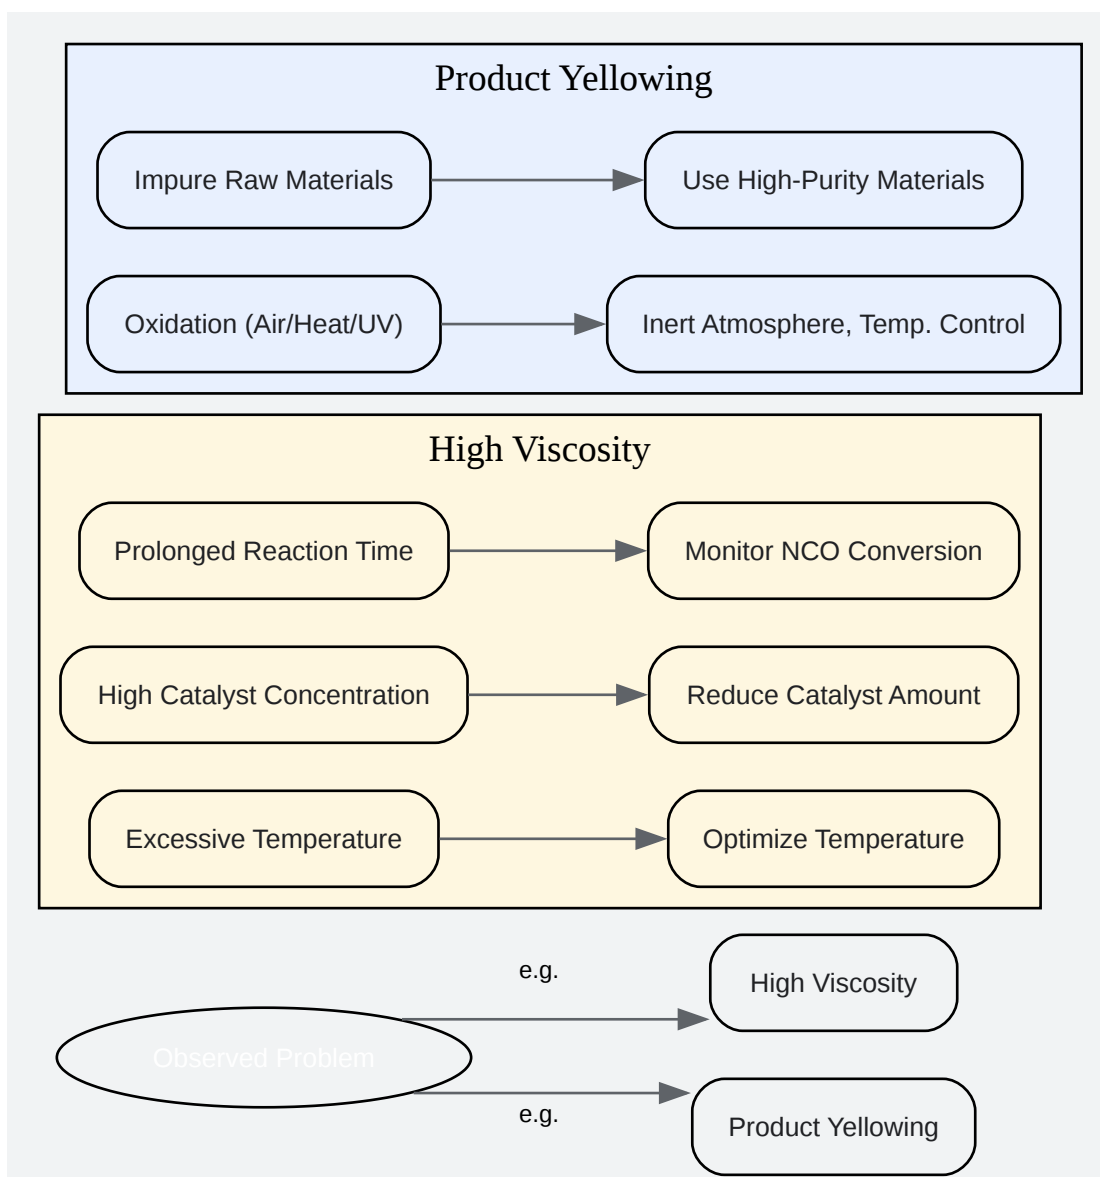 Product Yellowing
Impure Raw Materials
Use High-Purity Materials
Oxidation (Air/Heat/UV)
Inert Atmosphere, Temp. Control
High Viscosity
Prolonged Reaction Time
Monitor NCO Conversion
High Catalyst Concentration
Reduce Catalyst Amount
Excessive Temperature
Optimize Temperature
e.g.
High Viscosity
Observed Problem
e.g.
Product Yellowing